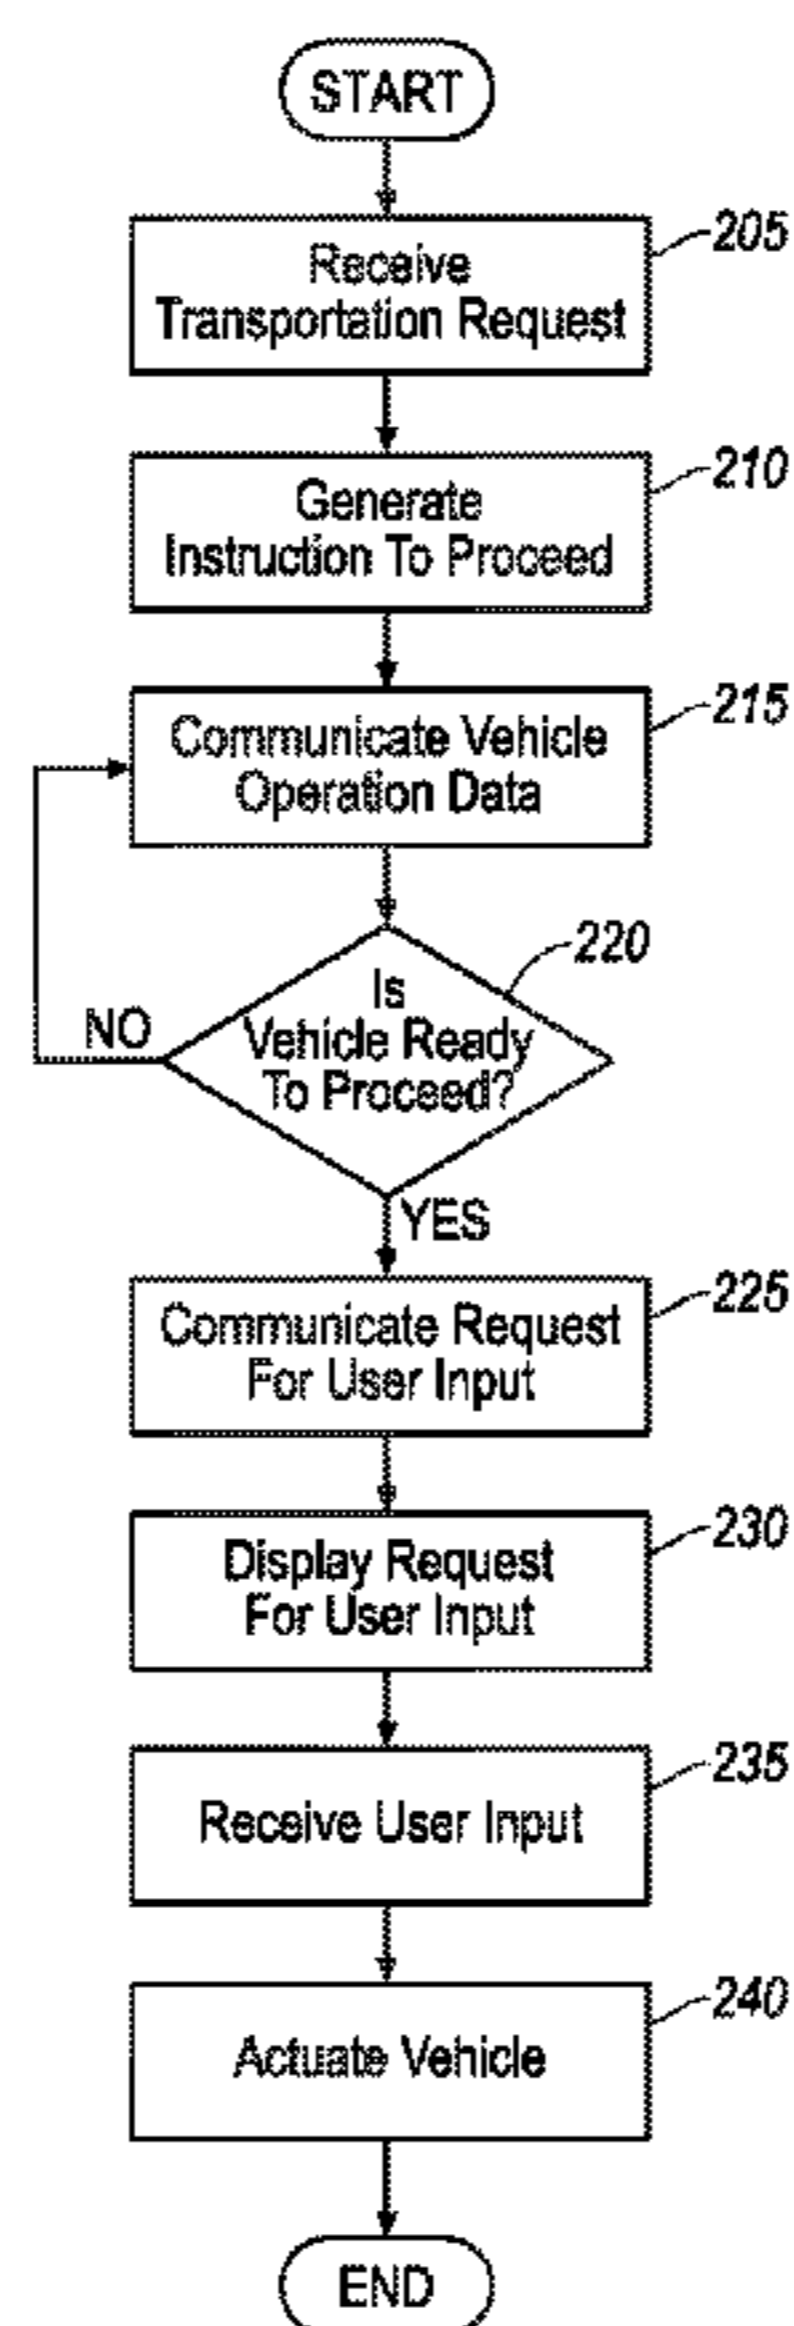 START
205
Receive
Transportation Request
210
Generate
Instruction To Proceed
215
Communicate Vehicle
Operation Data
220
Is
Vehicle Ready
To Proceed?
NO
YES
225
Communicate Request
For User Input
230
Display Request
For User Input
235
Receive User Input
240
Actuate Vehicle
END